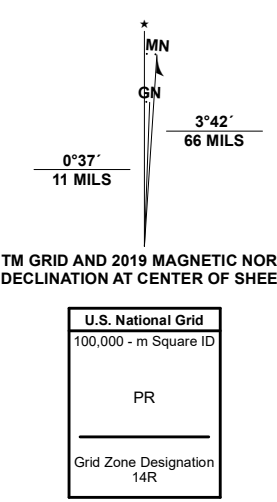 ★
MN
GN
3°42´
66 MILS
0°37´
11 MILS
TM GRID AND 2019 MAGNETIC NOR
DECLINATION AT CENTER OF SHEE
U.S. National Grid
100,000 - m Square ID
PR
Grid Zone Designation
14R